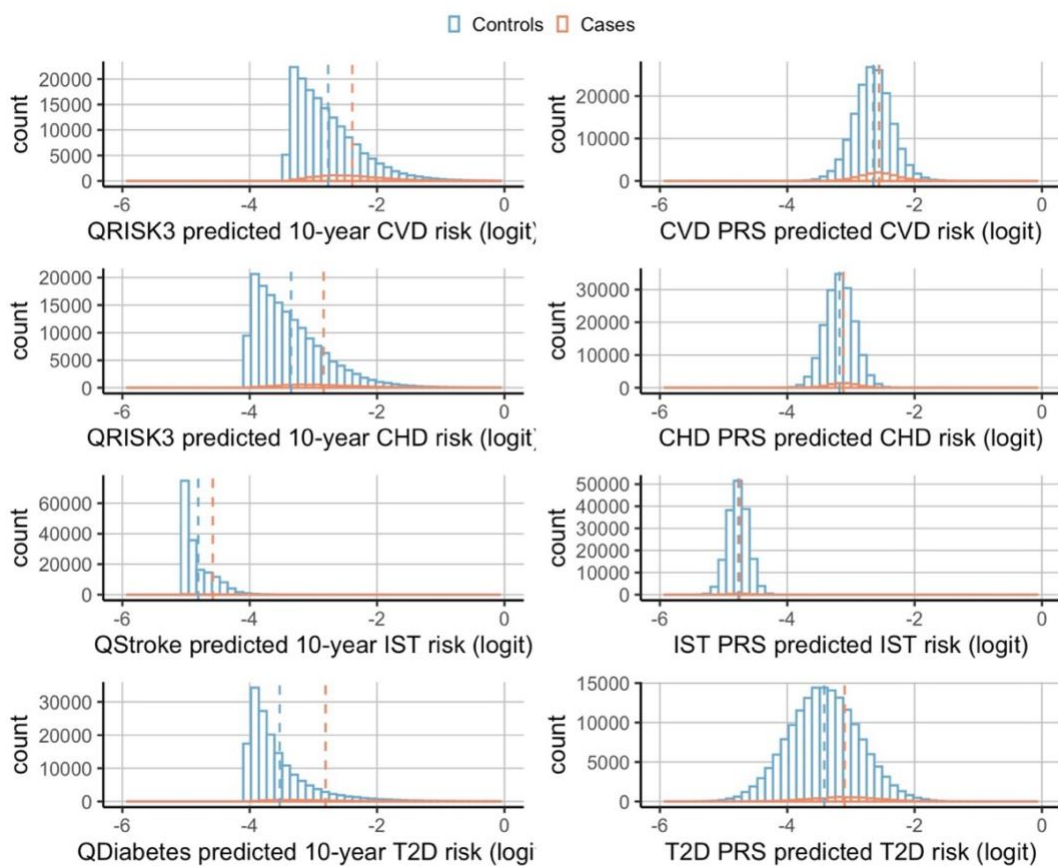 Controls Cases
20000
15000
10000
5000
0
count
-6 -4 -2 0
QRISK3 predicted 10-year CVD risk (logit)
20000
10000
0
count
-6 -4 -2 0
CVD PRS predicted CVD risk (logit)
20000
15000
10000
5000
0
count
-6 -4 -2 0
QRISK3 predicted 10-year CHD risk (logit)
30000
20000
10000
0
count
-6 -4 -2 0
CHD PRS predicted CHD risk (logit)
60000
40000
20000
0
count
-6 -4 -2 0
QStroke predicted 10-year IST risk (logit)
50000
40000
30000
20000
10000
0
count
-6 -4 -2 0
IST PRS predicted IST risk (logit)
30000
20000
10000
0
count
-6 -4 -2 0
QDiabetes predicted 10-year T2D risk (logi
15000
10000
5000
0
count
-6 -4 -2 0
T2D PRS predicted T2D risk (logit)